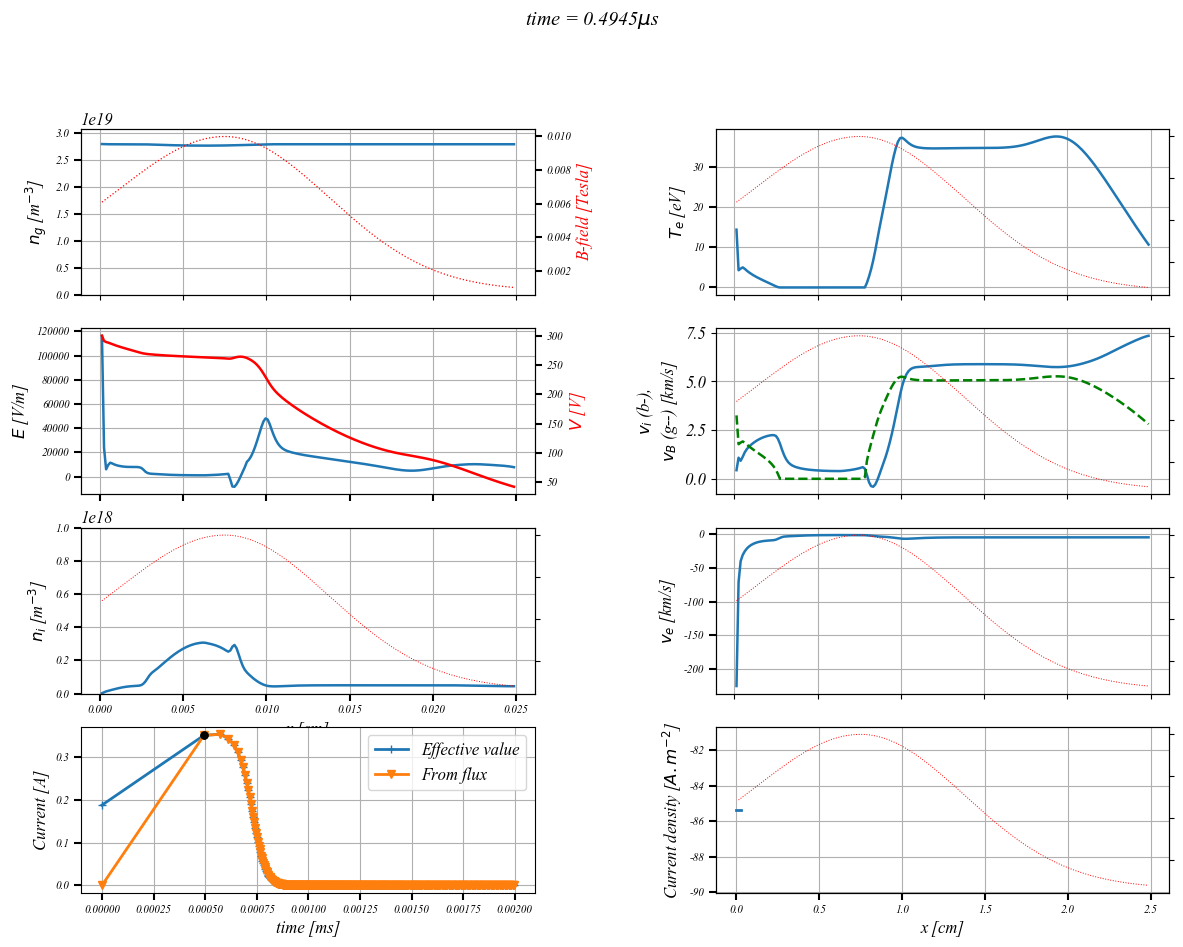 time = 0.4945μs
1e19
3.0
2.5
2.0
1.5
1.0
0.5
0.0
n_g [m^{-3}]
0.010
0.008
0.006
0.004
0.002
B-field [Tesla]
30
20
10
0
T_e [eV]
120000
100000
80000
60000
40000
20000
0
E [V/m]
300
250
200
150
100
50
V [V]
7.5
5.0
2.5
0.0
v_i (b-),
v_B (g--) [km/s]
1e18
1.0
0.8
0.6
0.4
0.2
0.0
n_i [m^{-3}]
0.000 0.005 0.010 0.015 0.020 0.025
0
-50
-100
-150
-200
v_e [km/s]
0.3
0.2
0.1
0.0
Current [A]
Effective value
From flux
0.00000 0.00025 0.00050 0.00075 0.00100 0.00125 0.00150 0.00175 0.00200
time [ms]
-82
-84
-86
-88
-90
Current density [A.m^{-2}]
0.0 0.5 1.0 1.5 2.0 2.5
x [cm]